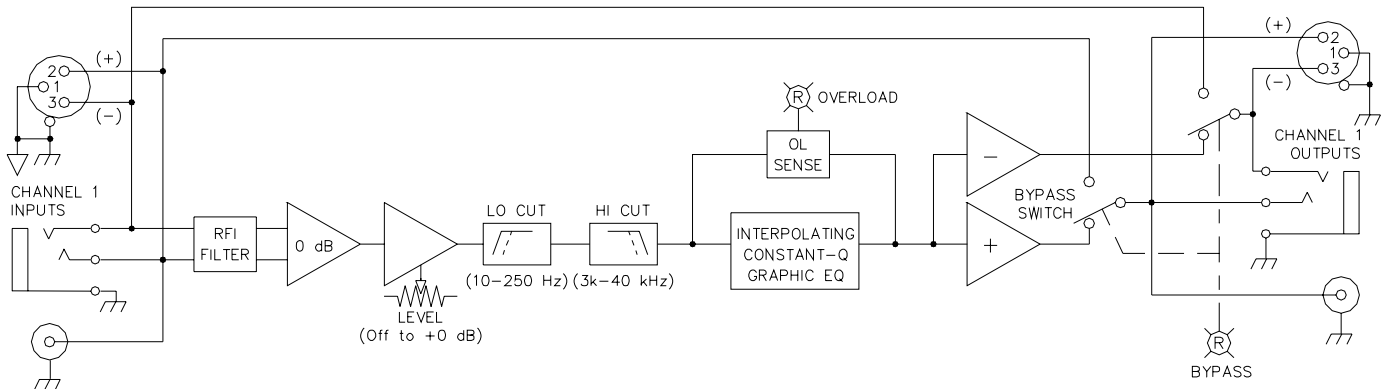 (+)
2
1
3
(-)
CHANNEL 1
INPUTS
RFI
FILTER
0 dB
LEVEL
(Off to +0 dB)
LO CUT
(10-250 Hz)
HI CUT
(3k-40 kHz)
R
OVERLOAD
OL
SENSE
INTERPOLATING
CONSTANT-Q
GRAPHIC EQ
-
+
BYPASS
SWITCH
(+)
2
1
3
(-)
CHANNEL 1
OUTPUTS
R
BYPASS